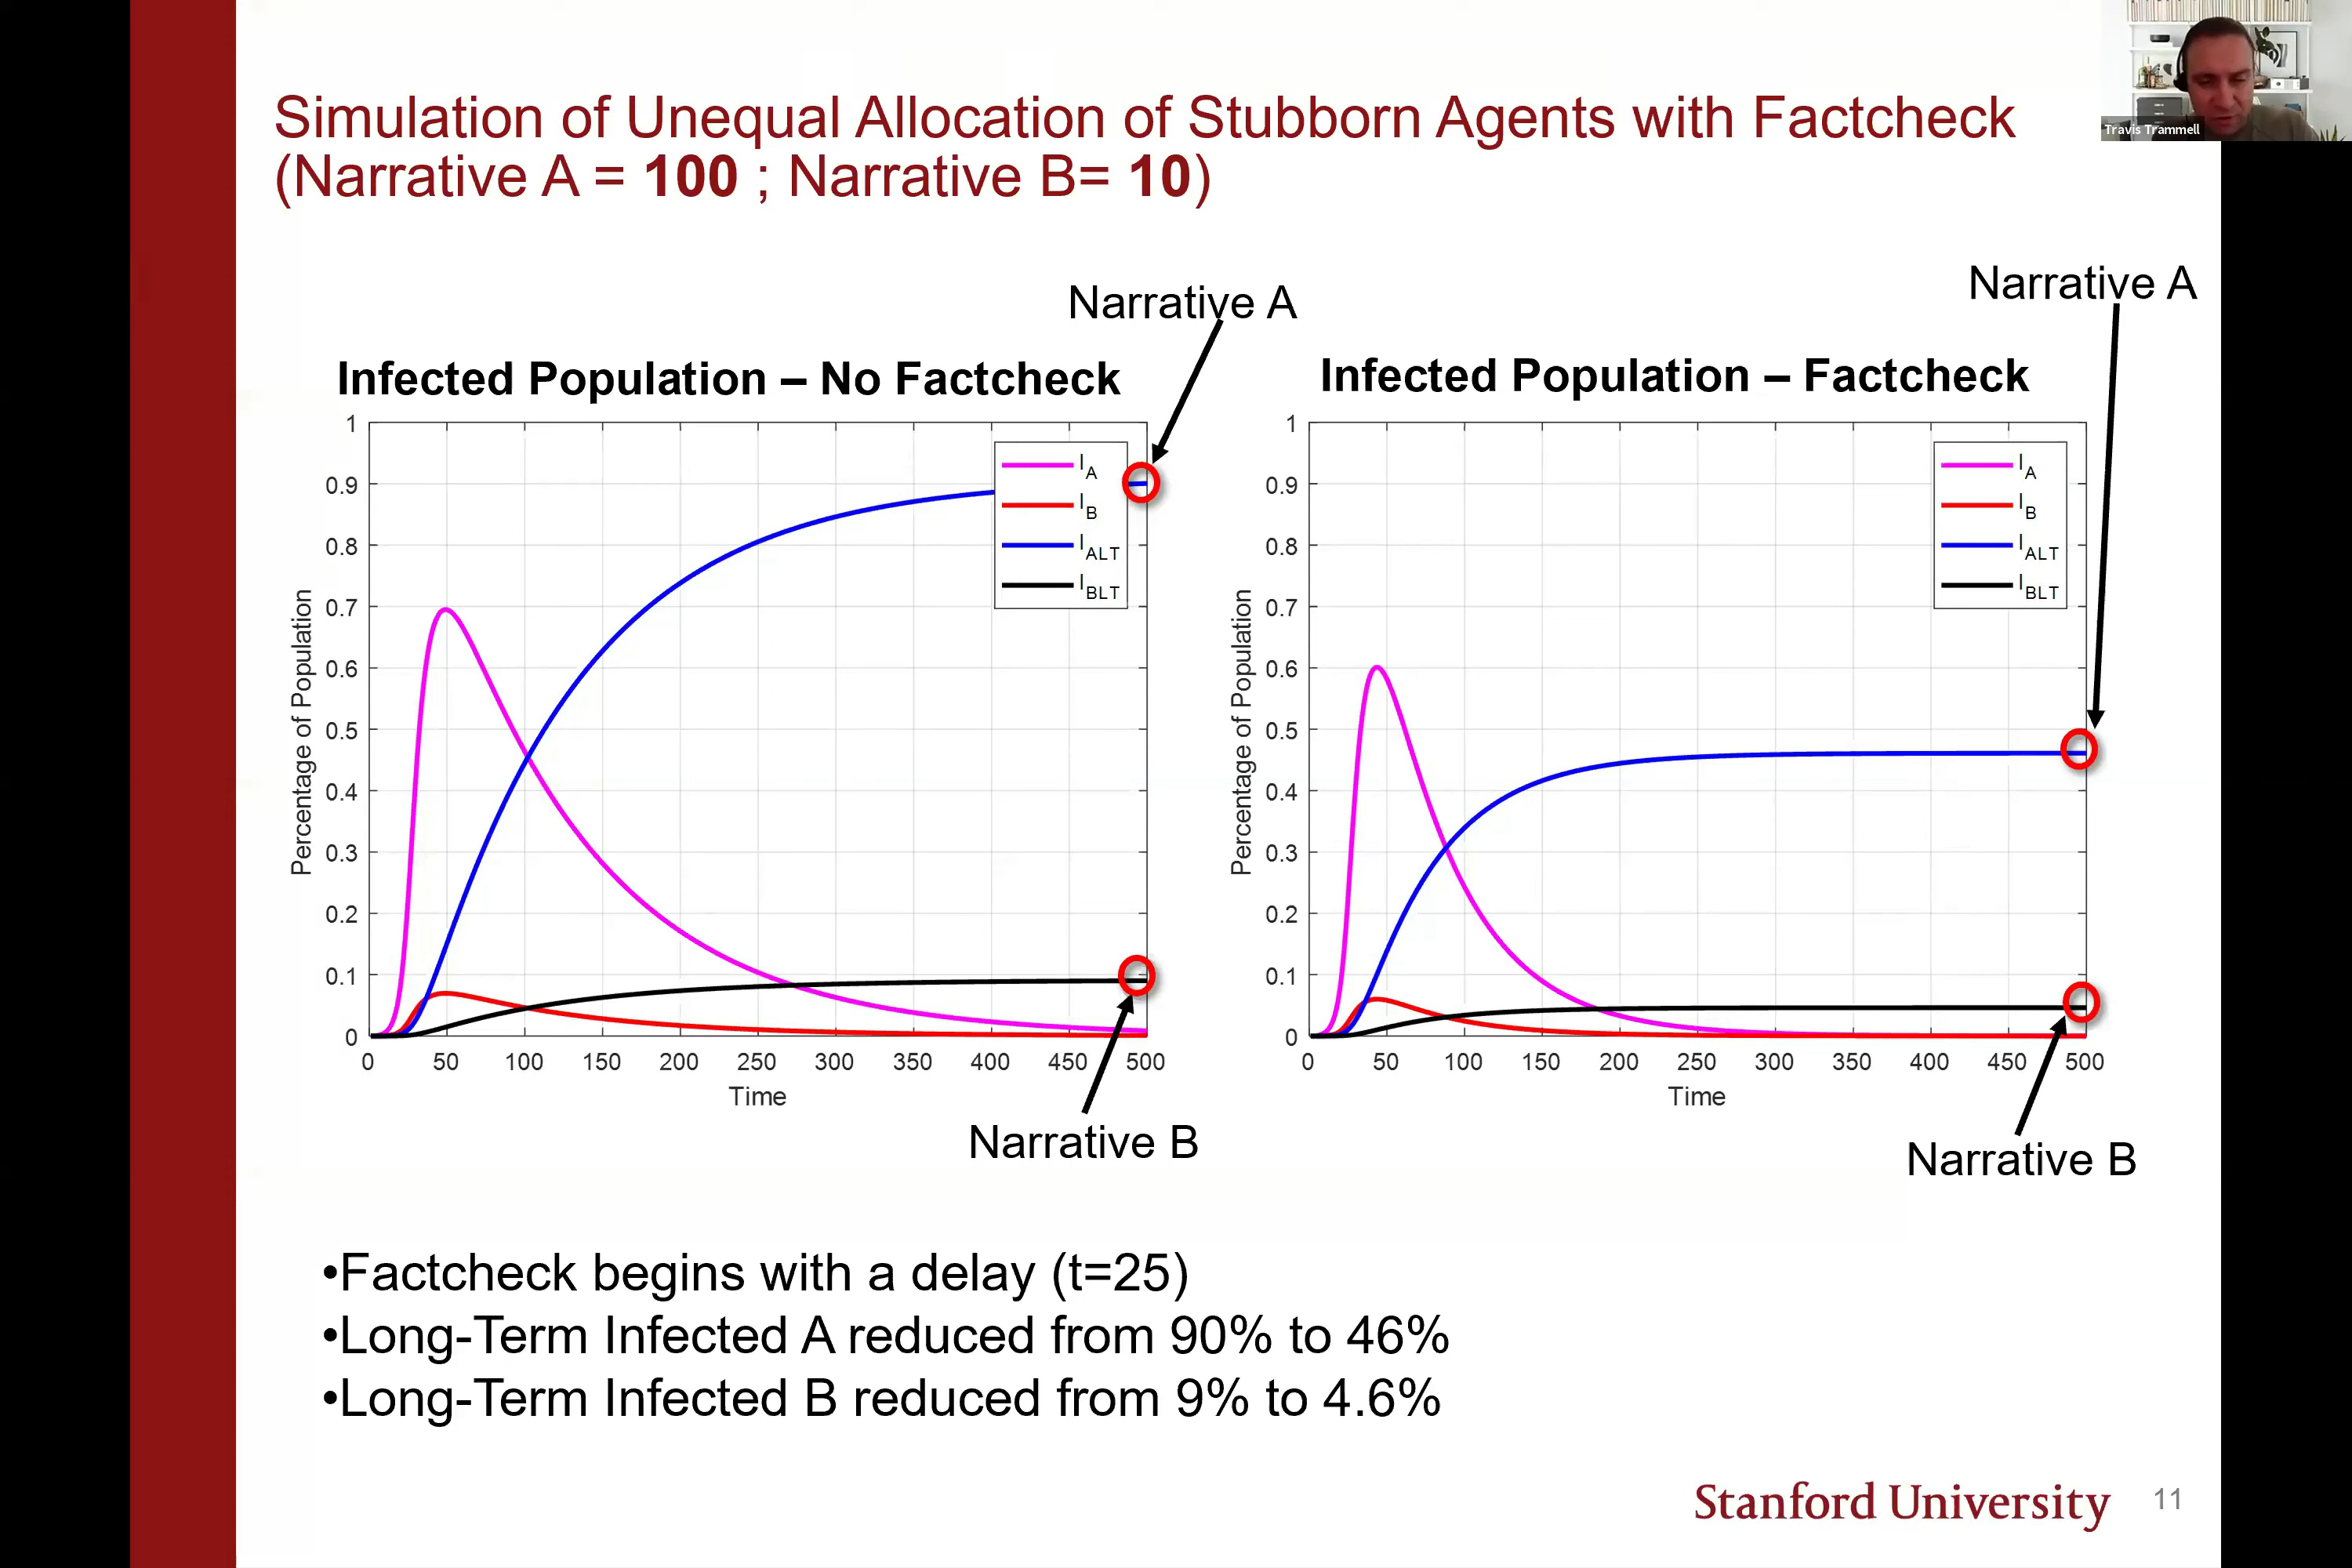 Travis Trammell
Simulation of Unequal Allocation of Stubborn Agents with Factcheck
(Narrative A = 100 ; Narrative B= 10)
Narrative A
Infected Population – No Factcheck
1
0.9
0.8
0.7
0.6
0.5
0.4
0.3
0.2
0.1
0
Percentage of Population
I_A
I_B
I_ALT
I_BLT
0 50 100 150 200 250 300 350 400 450 500
Time
Narrative B
Narrative A
Infected Population – Factcheck
1
0.9
0.8
0.7
0.6
0.5
0.4
0.3
0.2
0.1
0
Percentage of Population
I_A
I_B
I_ALT
I_BLT
0 50 100 150 200 250 300 350 400 450 500
Time
Narrative B
•Factcheck begins with a delay (t=25)
•Long-Term Infected A reduced from 90% to 46%
•Long-Term Infected B reduced from 9% to 4.6%
Stanford University
11